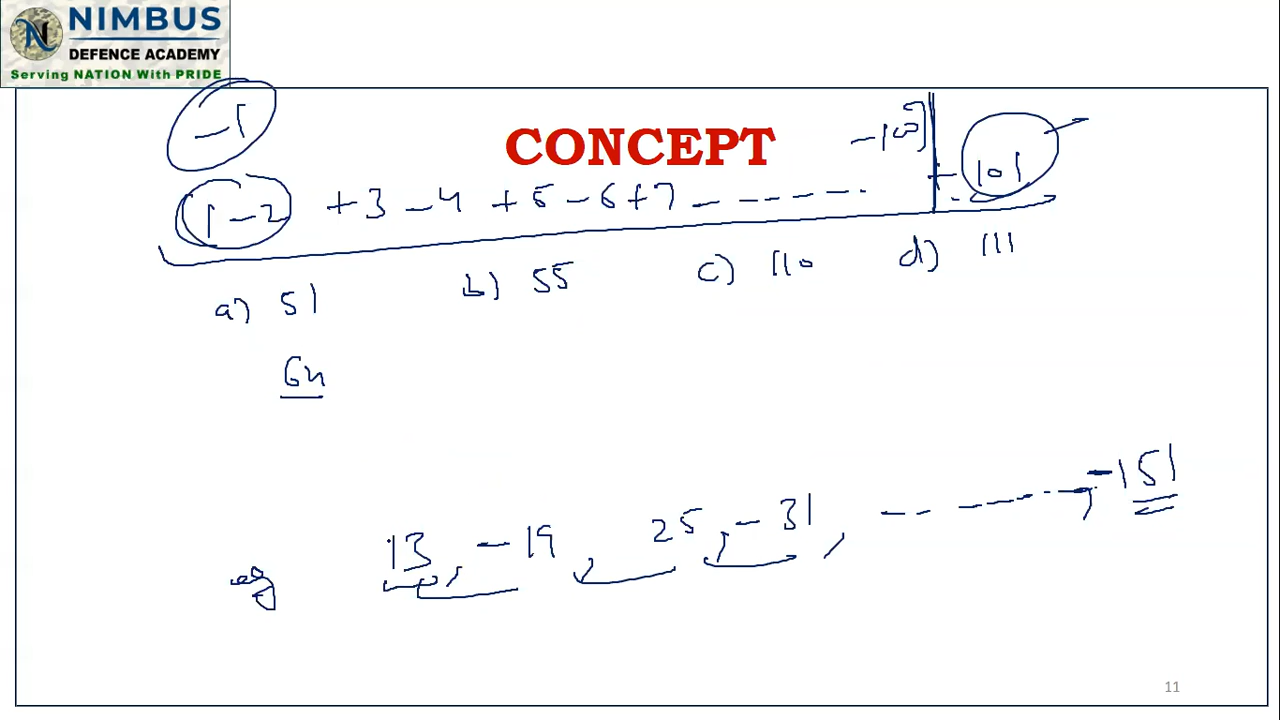 NIMBUS
DEFENCE ACADEMY
Serving NATION With PRIDE
-1
CONCEPT
1 - 2 + 3 - 4 + 5 - 6 + 7 - - - - - - 100] + 101
a) 51 b) 55 c) 110 d) 111
eg 13, - 19, 25, - 31, - - - - - , - 151
11